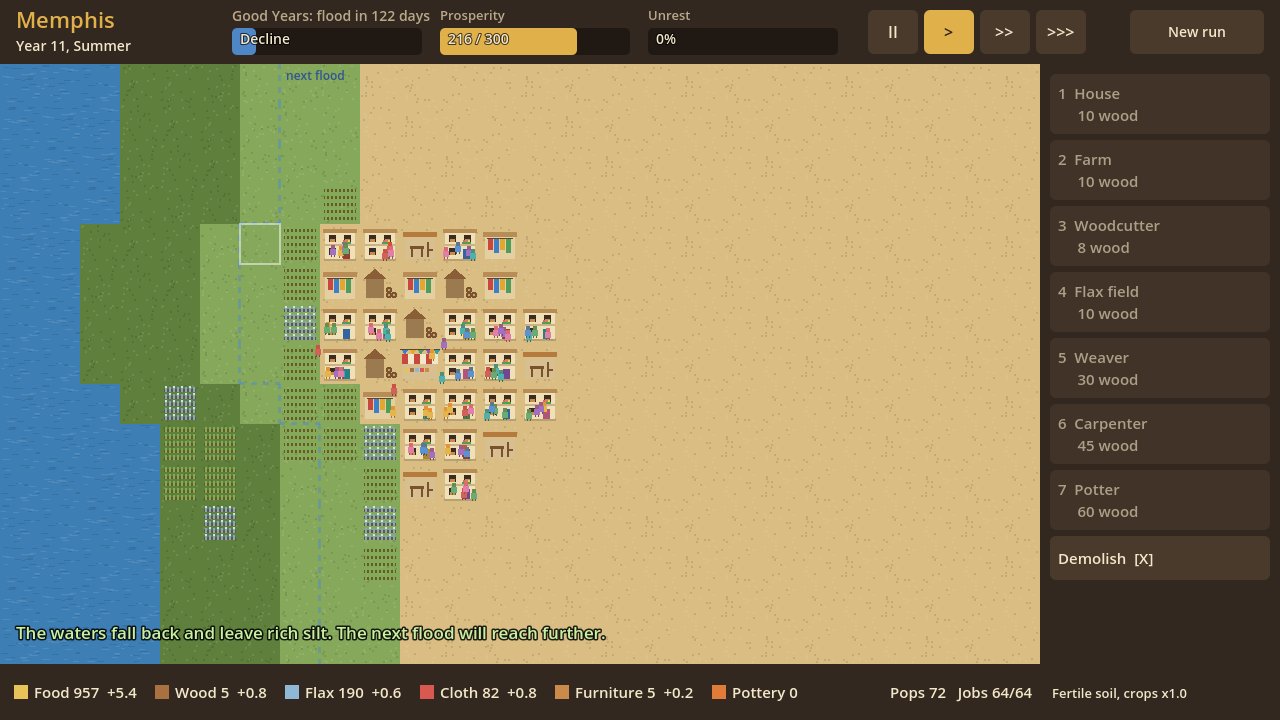 Memphis
Year 11, Summer
Good Years: flood in 122 days
Decline
Prosperity
216 / 300
Unrest
0%
II
>
>>
>>>
New run
next flood
1 House
10 wood
2 Farm
10 wood
3 Woodcutter
8 wood
4 Flax field
10 wood
5 Weaver
30 wood
6 Carpenter
45 wood
7 Potter
60 wood
Demolish [X]
The waters fall back and leave rich silt. The next flood will reach further.
Food 957 +5.4
Wood 5 +0.8
Flax 190 +0.6
Cloth 82 +0.8
Furniture 5 +0.2
Pottery 0
Pops 72 Jobs 64/64
Fertile soil, crops x1.0